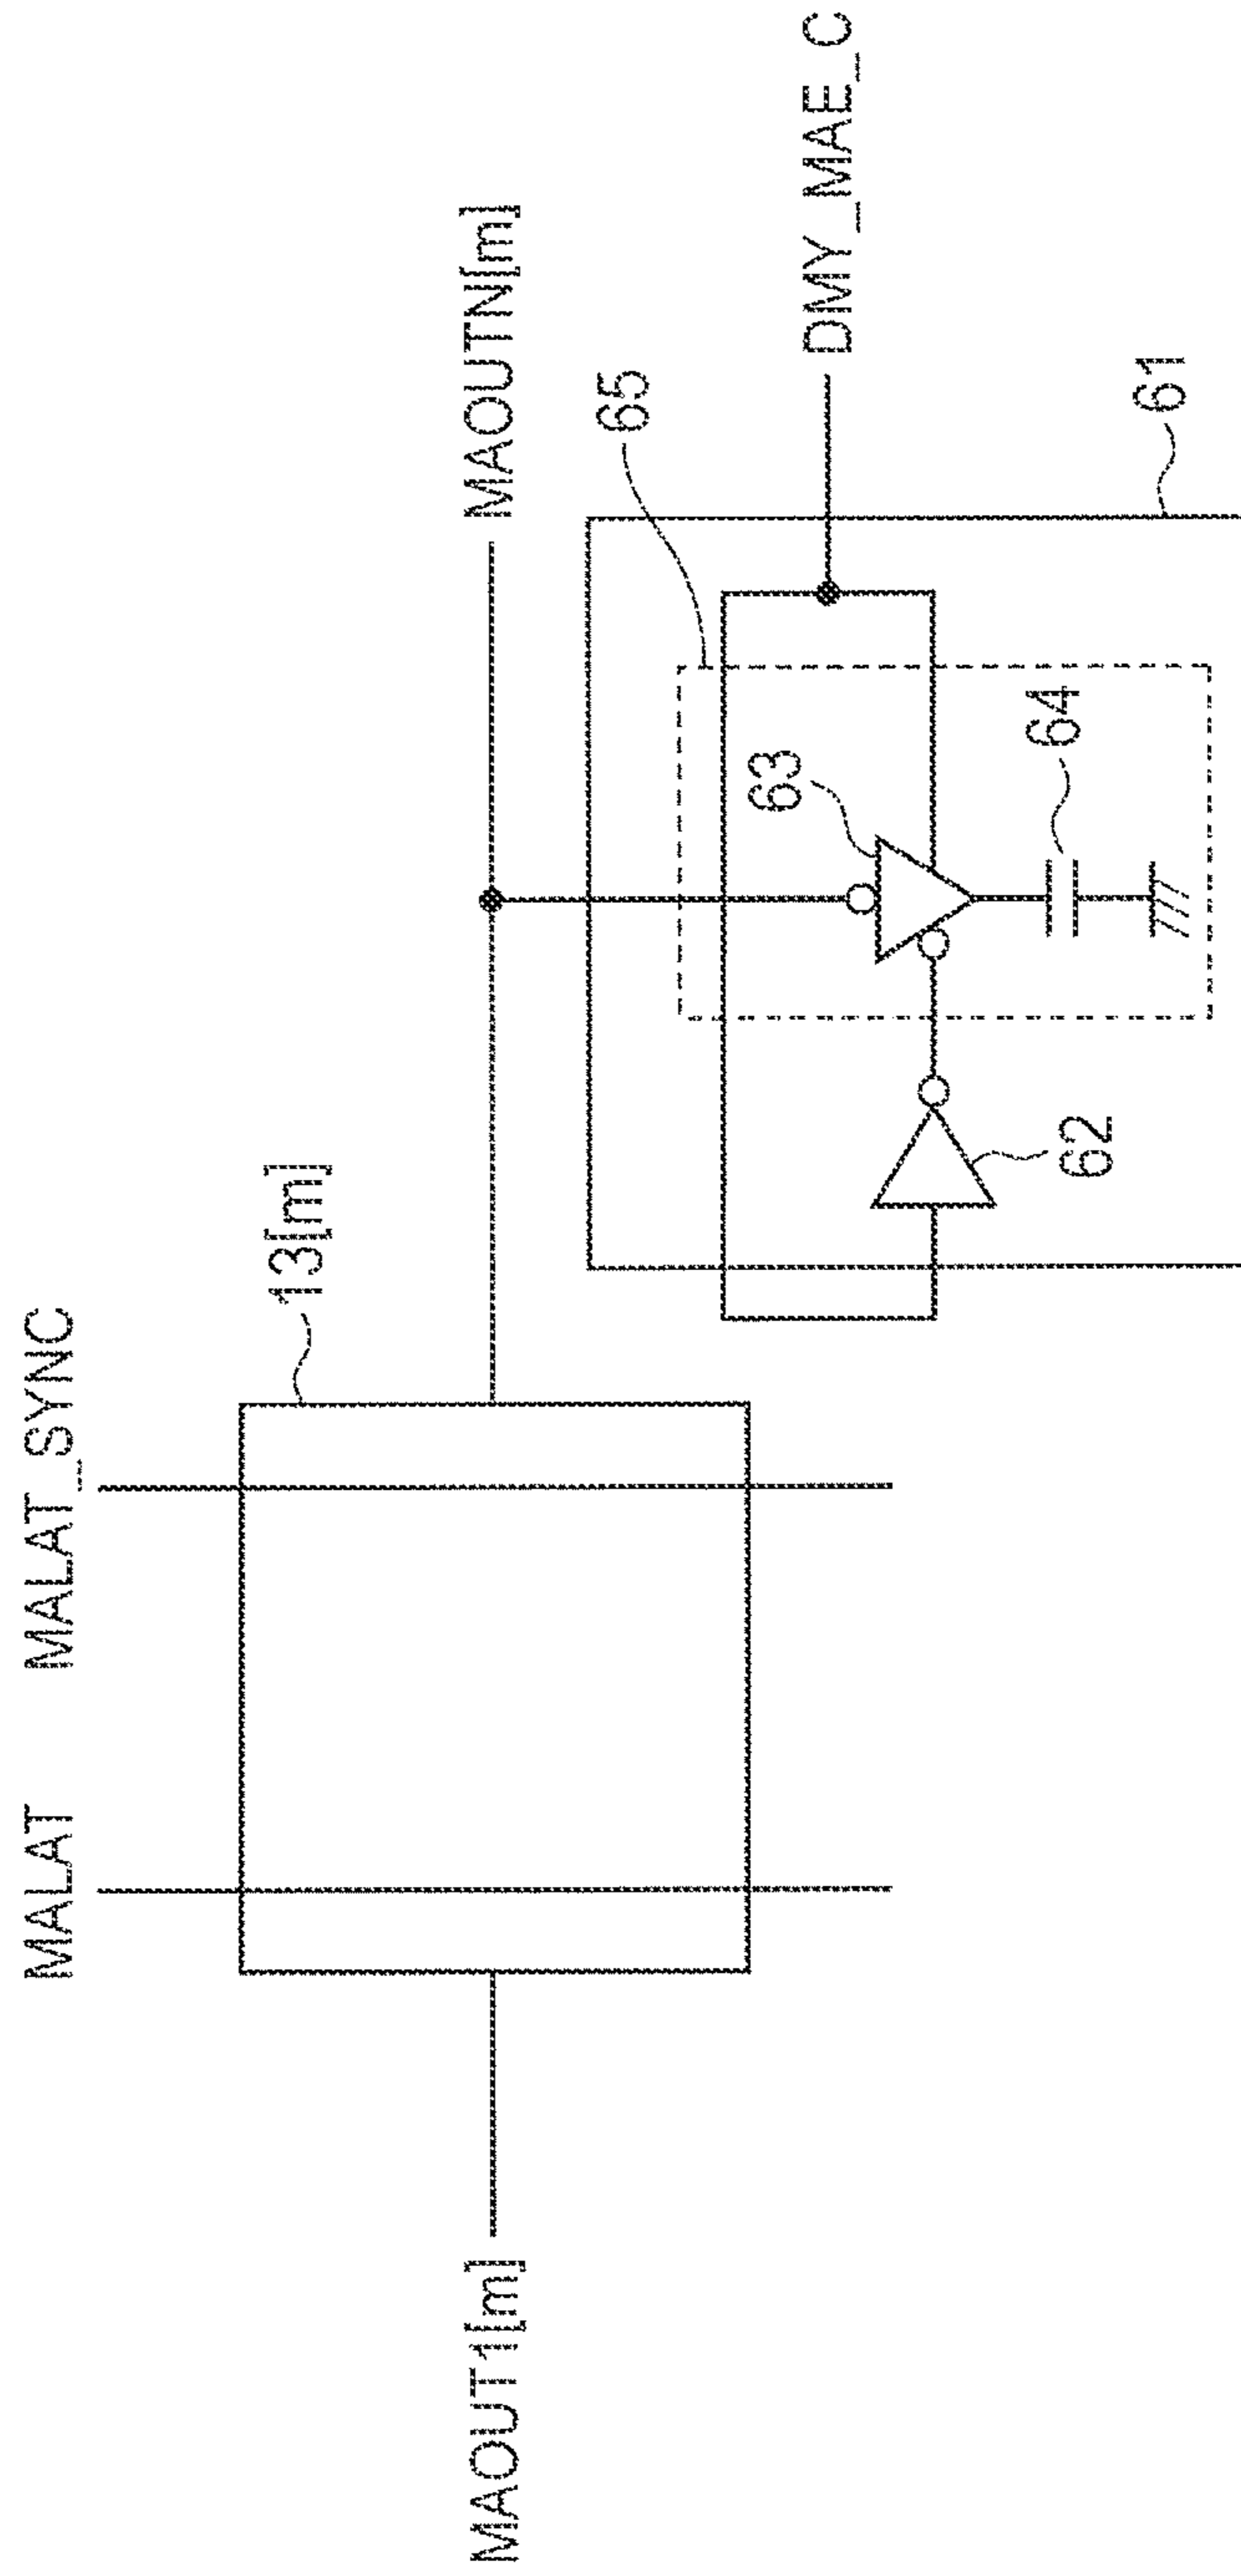 MALAT
MALAT_SYNC
13[m]
MAOUT1[m]
MAOUTN[m]
65
63
DMY_MAE_C
64
62
61